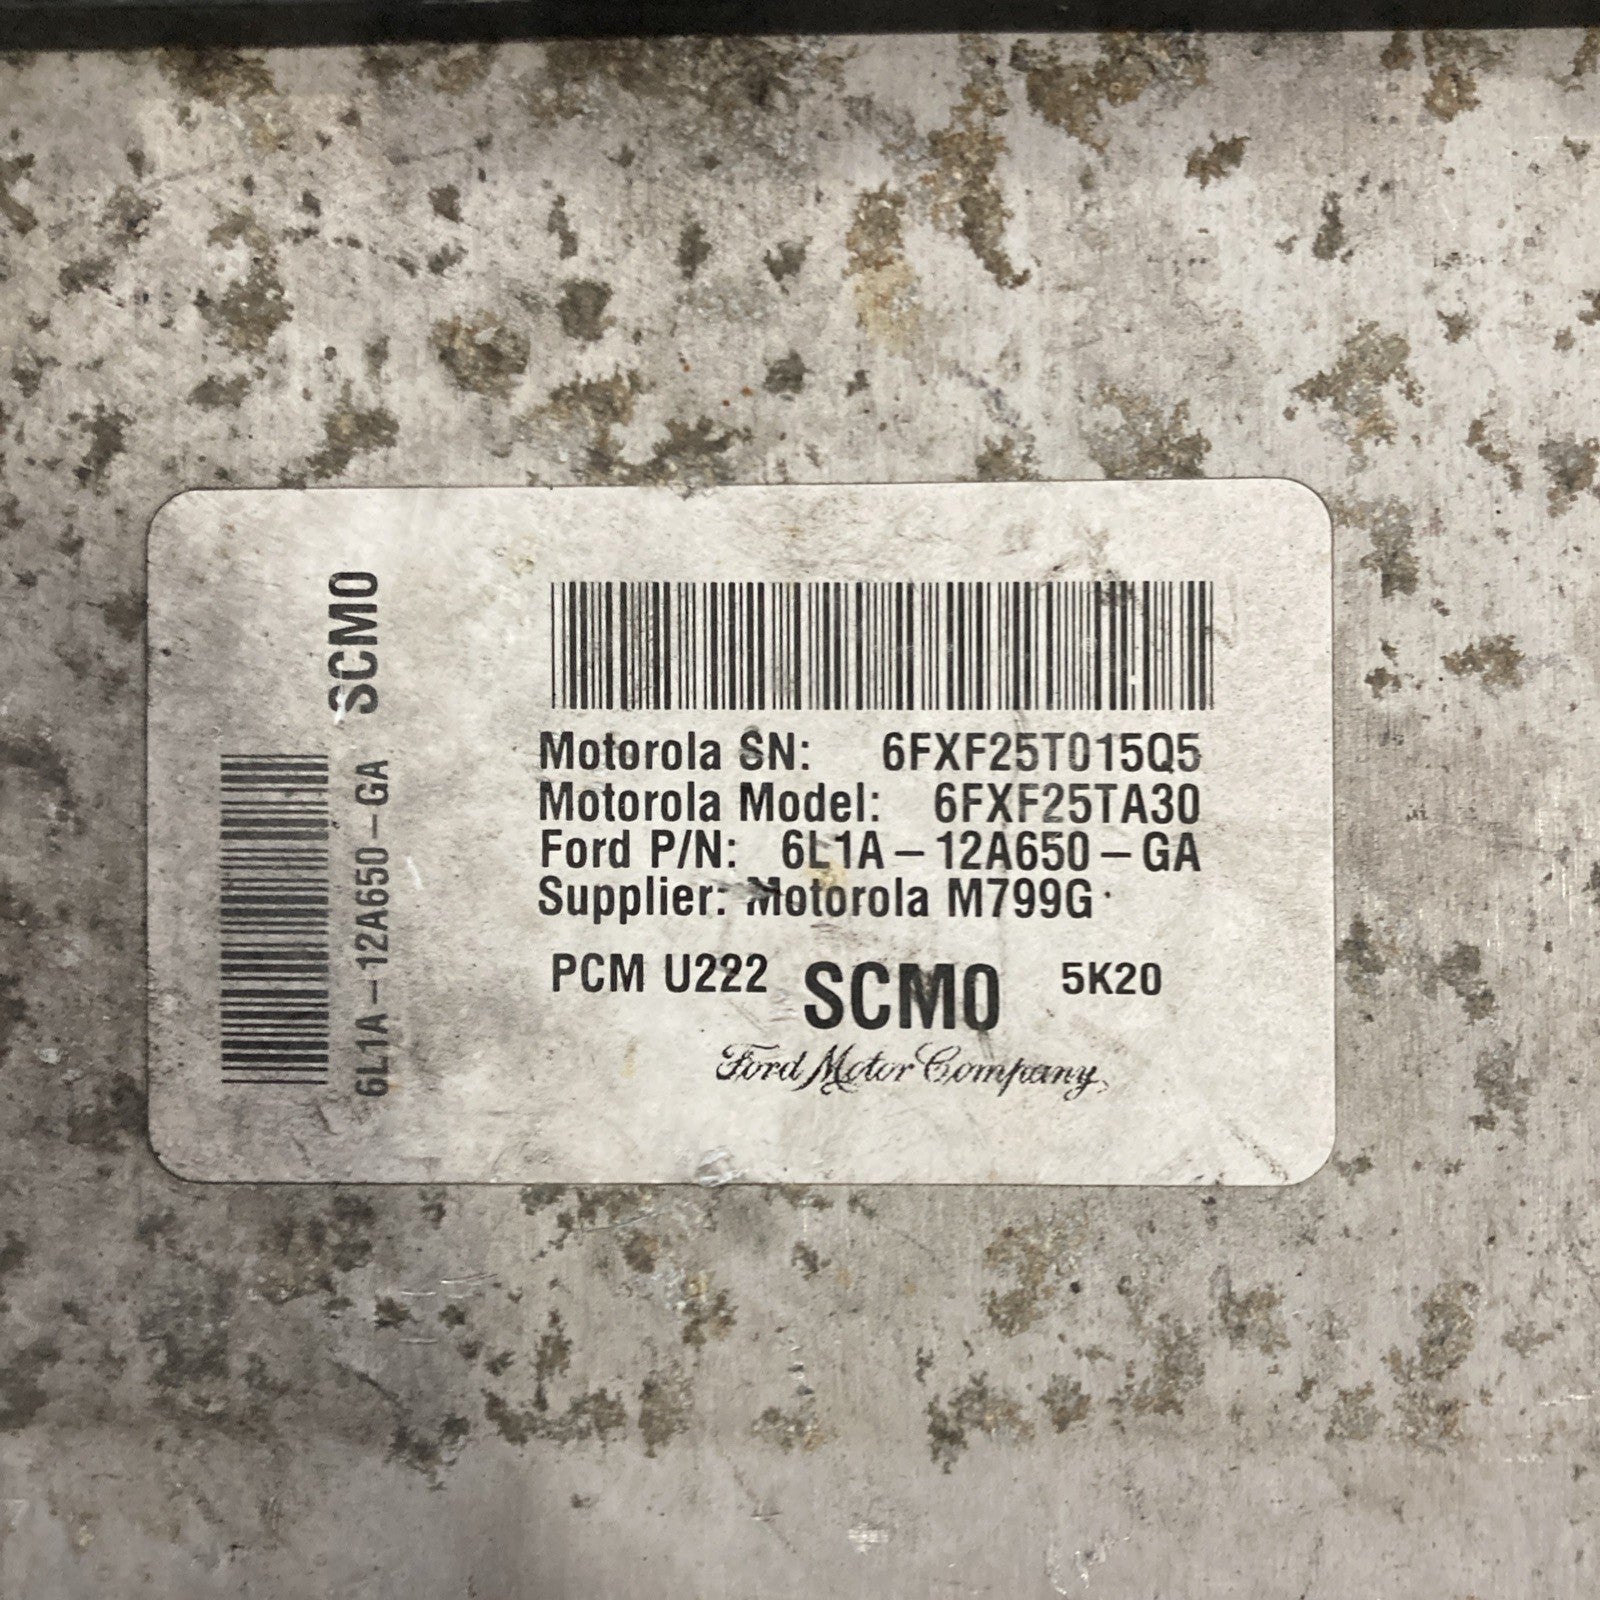 SCM0
6L1A-12A650-GA
Motorola SN: 6FXF25T015Q5
Motorola Model: 6FXF25TA30
Ford P/N: 6L1A-12A650-GA
Supplier: Motorola M799G
PCM U222 SCM0 5K20
Ford Motor Company